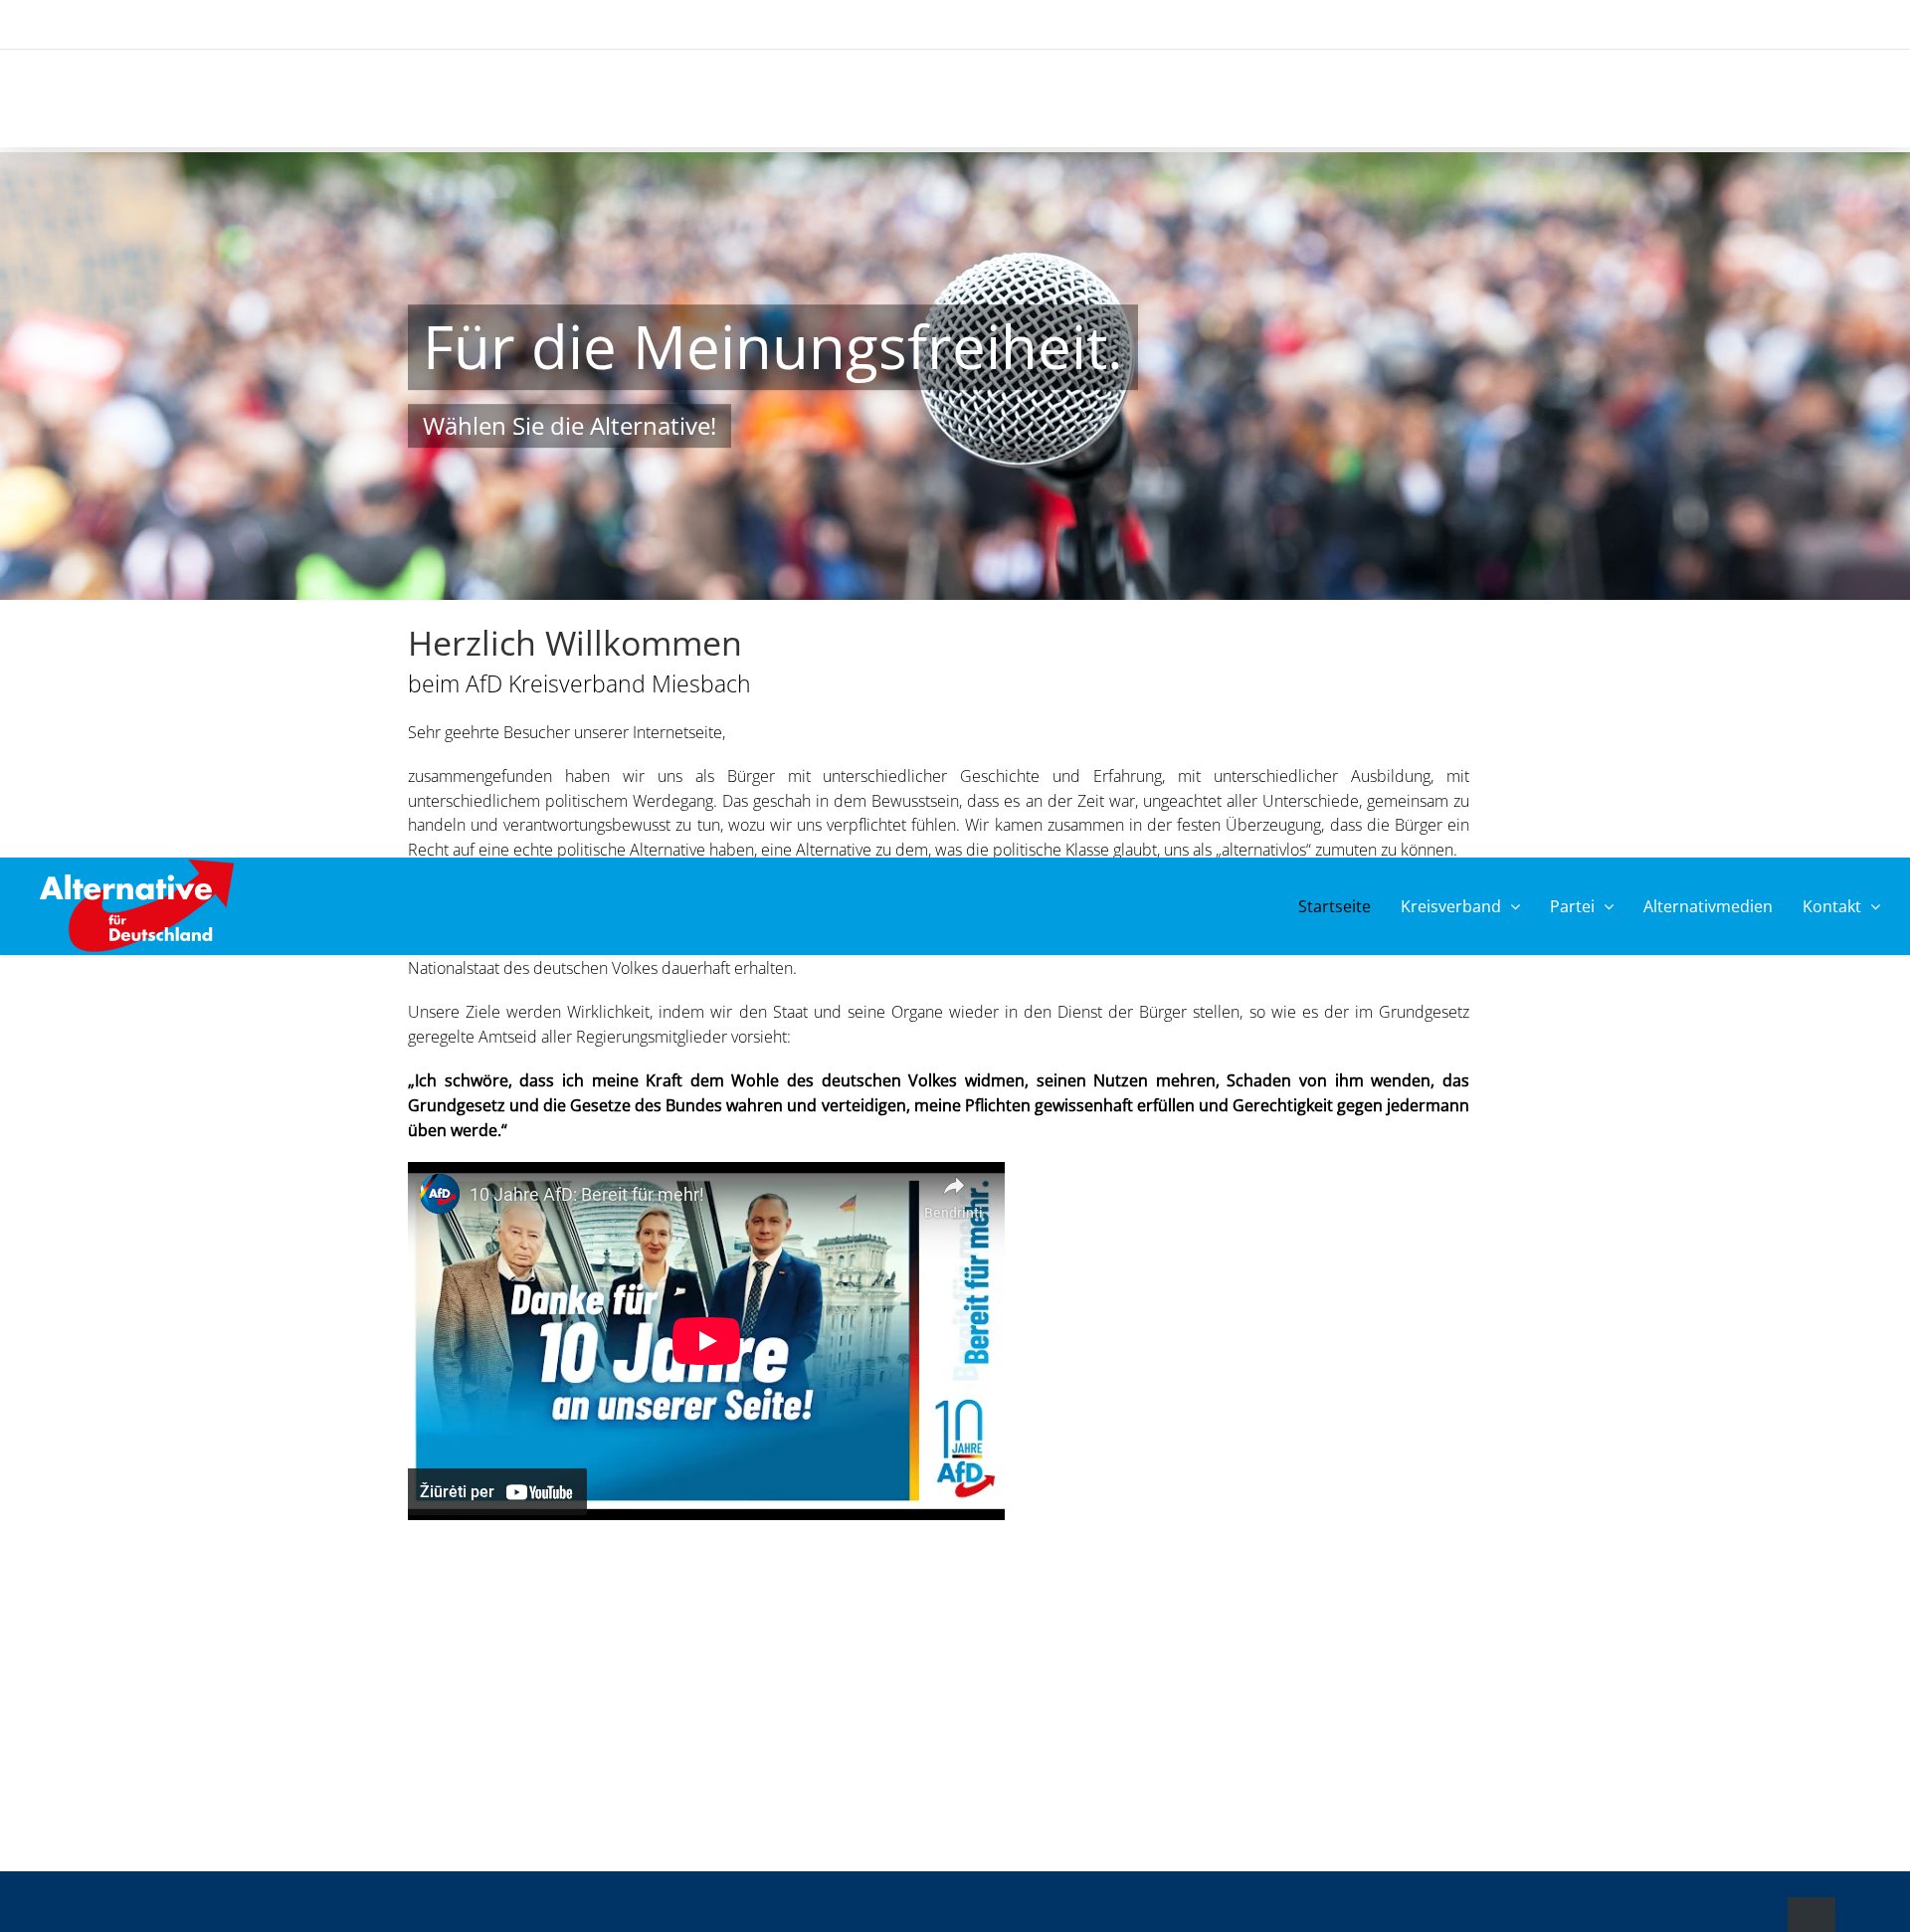 Für die Meinungsfreiheit.
Wählen Sie die Alternative!
Herzlich Willkommen
beim AfD Kreisverband Miesbach
Sehr geehrte Besucher unserer Internetseite,
zusammengefunden haben wir uns als Bürger mit unterschiedlicher Geschichte und Erfahrung, mit unterschiedlicher Ausbildung, mit
unterschiedlichem politischem Werdegang. Das geschah in dem Bewusstsein, dass es an der Zeit war, ungeachtet aller Unterschiede, gemeinsam zu
handeln und verantwortungsbewusst zu tun, wozu wir uns verpflichtet fühlen. Wir kamen zusammen in der festen Überzeugung, dass die Bürger ein
Recht auf eine echte politische Alternative haben, eine Alternative zu dem, was die politische Klasse glaubt, uns als „alternativlos“ zumuten zu können.
Alternative
für
Deutschland
Startseite Kreisverband Partei Alternativmedien Kontakt
Nationalstaat des deutschen Volkes dauerhaft erhalten.
Unsere Ziele werden Wirklichkeit, indem wir den Staat und seine Organe wieder in den Dienst der Bürger stellen, so wie es der im Grundgesetz
geregelte Amtseid aller Regierungsmitglieder vorsieht:
„Ich schwöre, dass ich meine Kraft dem Wohle des deutschen Volkes widmen, seinen Nutzen mehren, Schaden von ihm wenden, das
Grundgesetz und die Gesetze des Bundes wahren und verteidigen, meine Pflichten gewissenhaft erfüllen und Gerechtigkeit gegen jedermann
üben werde.“
AfD
10 Jahre AfD: Bereit für mehr!
Bendrinti
Danke für
10 Jahre
an unserer Seite!
Bereit für mehr.
Bereit für mehr.
10
JAHRE
AfD
Žiūrėti per YouTube